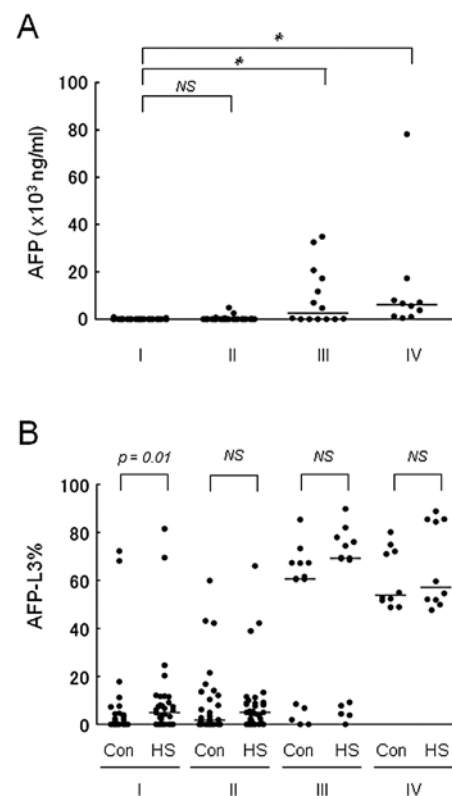 A
*
*
NS
100
80
60
40
20
0
AFP (x10³ ng/ml)
I II III IV
B
p = 0.01 NS NS NS
100
80
60
40
20
0
AFP-L3%
Con HS Con HS Con HS Con HS
I II III IV